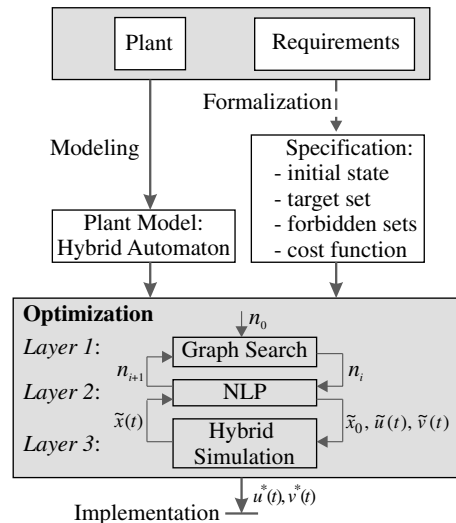 Plant
Requirements
Formalization
Modeling
Specification:
- initial state
- target set
- forbidden sets
- cost function
Plant Model:
Hybrid Automaton
Optimization
n₀
Layer 1:
Graph Search
nᵢ₊₁
nᵢ
Layer 2:
NLP
x̃(t)
x̃₀, ũ(t), ṽ(t)
Layer 3:
Hybrid
Simulation
u*(t), v*(t)
Implementation